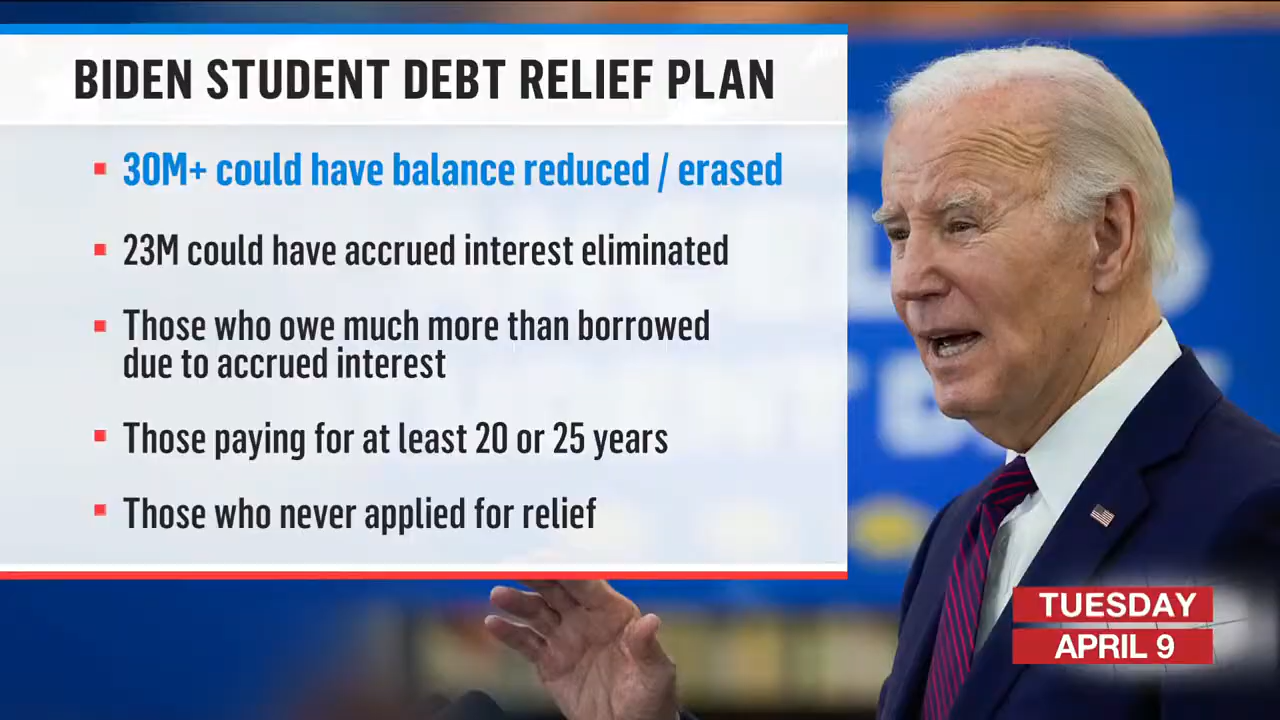 BIDEN STUDENT DEBT RELIEF PLAN
30M+ could have balance reduced / erased
23M could have accrued interest eliminated
Those who owe much more than borrowed
due to accrued interest
Those paying for at least 20 or 25 years
Those who never applied for relief
TUESDAY
APRIL 9